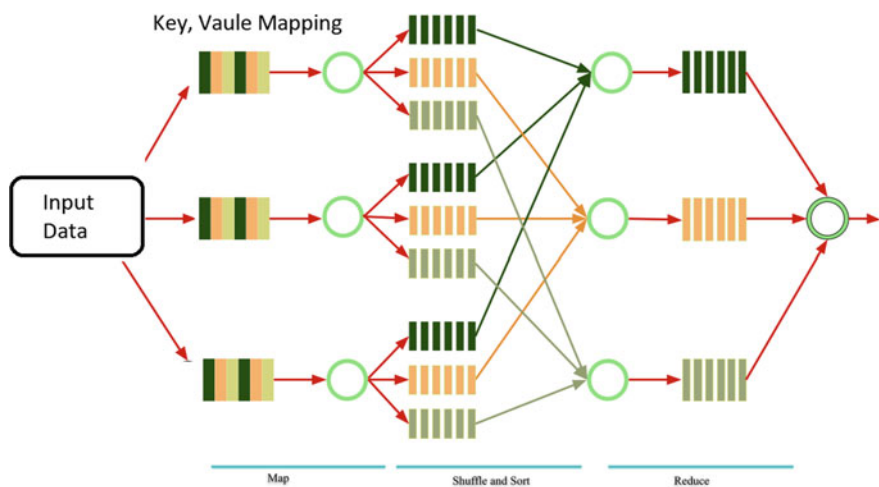 Key, Vaule Mapping
Input
Data
Map
Shuffle and Sort
Reduce